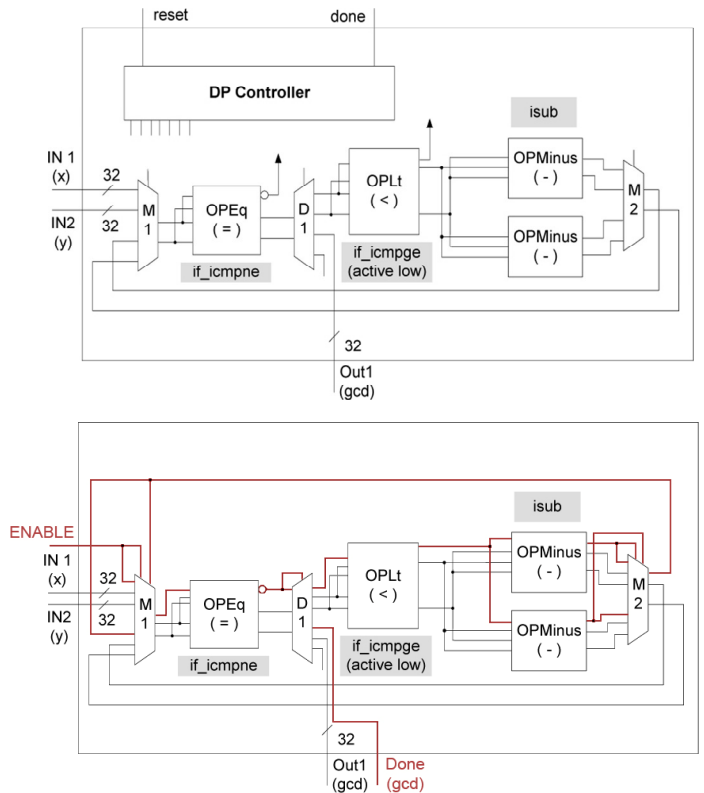 reset
done
DP Controller
isub
IN 1
(x)
32
M
1
OPEq
( = )
D
1
OPLt
( < )
OPMinus
( - )
M
2
IN2
(y)
32
OPMinus
( - )
if_icmpne
if_icmpge
(active low)
32
Out1
(gcd)
isub
ENABLE
IN 1
(x)
32
M
1
OPEq
( = )
D
1
OPLt
( < )
OPMinus
( - )
M
2
IN2
(y)
32
OPMinus
( - )
if_icmpne
if_icmpge
(active low)
32
Out1
(gcd)
Done
(gcd)